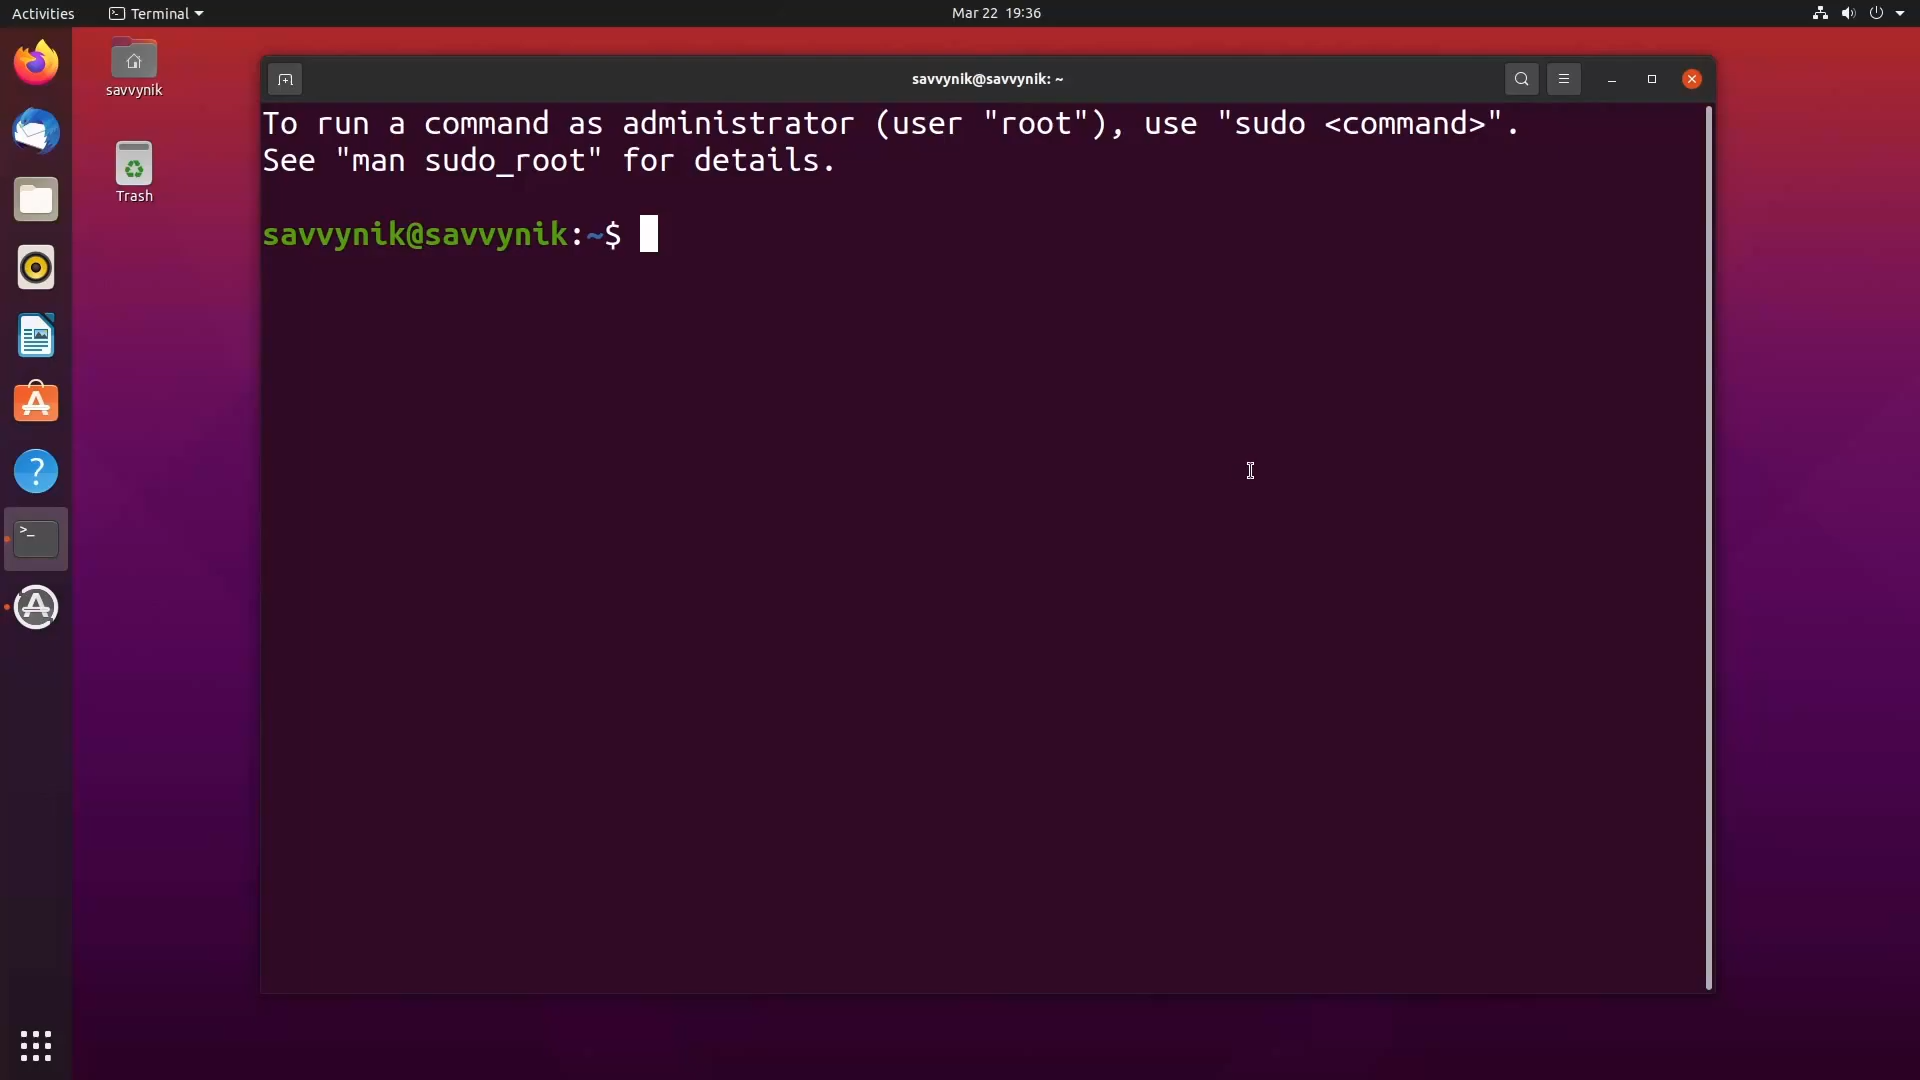 Activities
Terminal
Mar 22 19:36
savvynik
Trash
savvynik@savvynik: ~
To run a command as administrator (user "root"), use "sudo <command>".
See "man sudo_root" for details.
savvynik@savvynik:~$